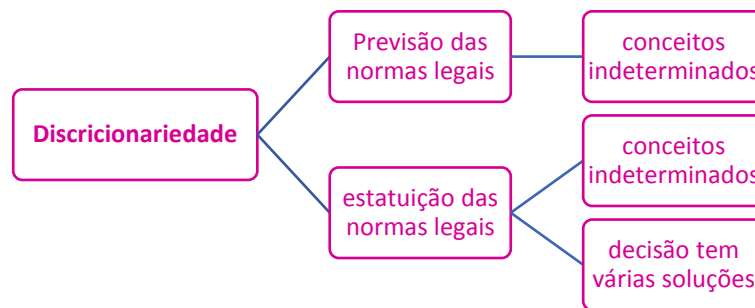 Discricionariedade
Previsão das
normas legais
conceitos
indeterminados
estatuição das
normas legais
conceitos
indeterminados
decisão tem
várias soluções